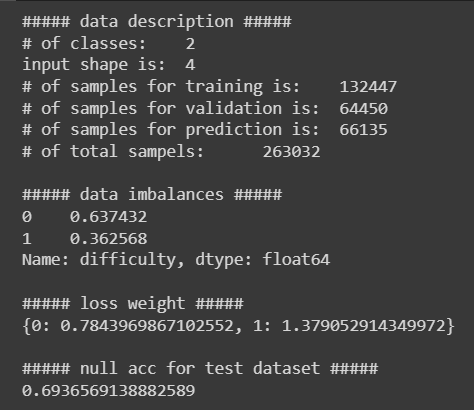 ##### data description #####
# of classes:    2
input shape is:  4
# of samples for training is:    132447
# of samples for validation is:  64450
# of samples for prediction is:  66135
# of total sampels:      263032
##### data imbalances #####
0    0.637432
1    0.362568
Name: difficulty, dtype: float64
##### loss weight #####
{0: 0.7843969867102552, 1: 1.379052914349972}
##### null acc for test dataset #####
0.6936569138882589